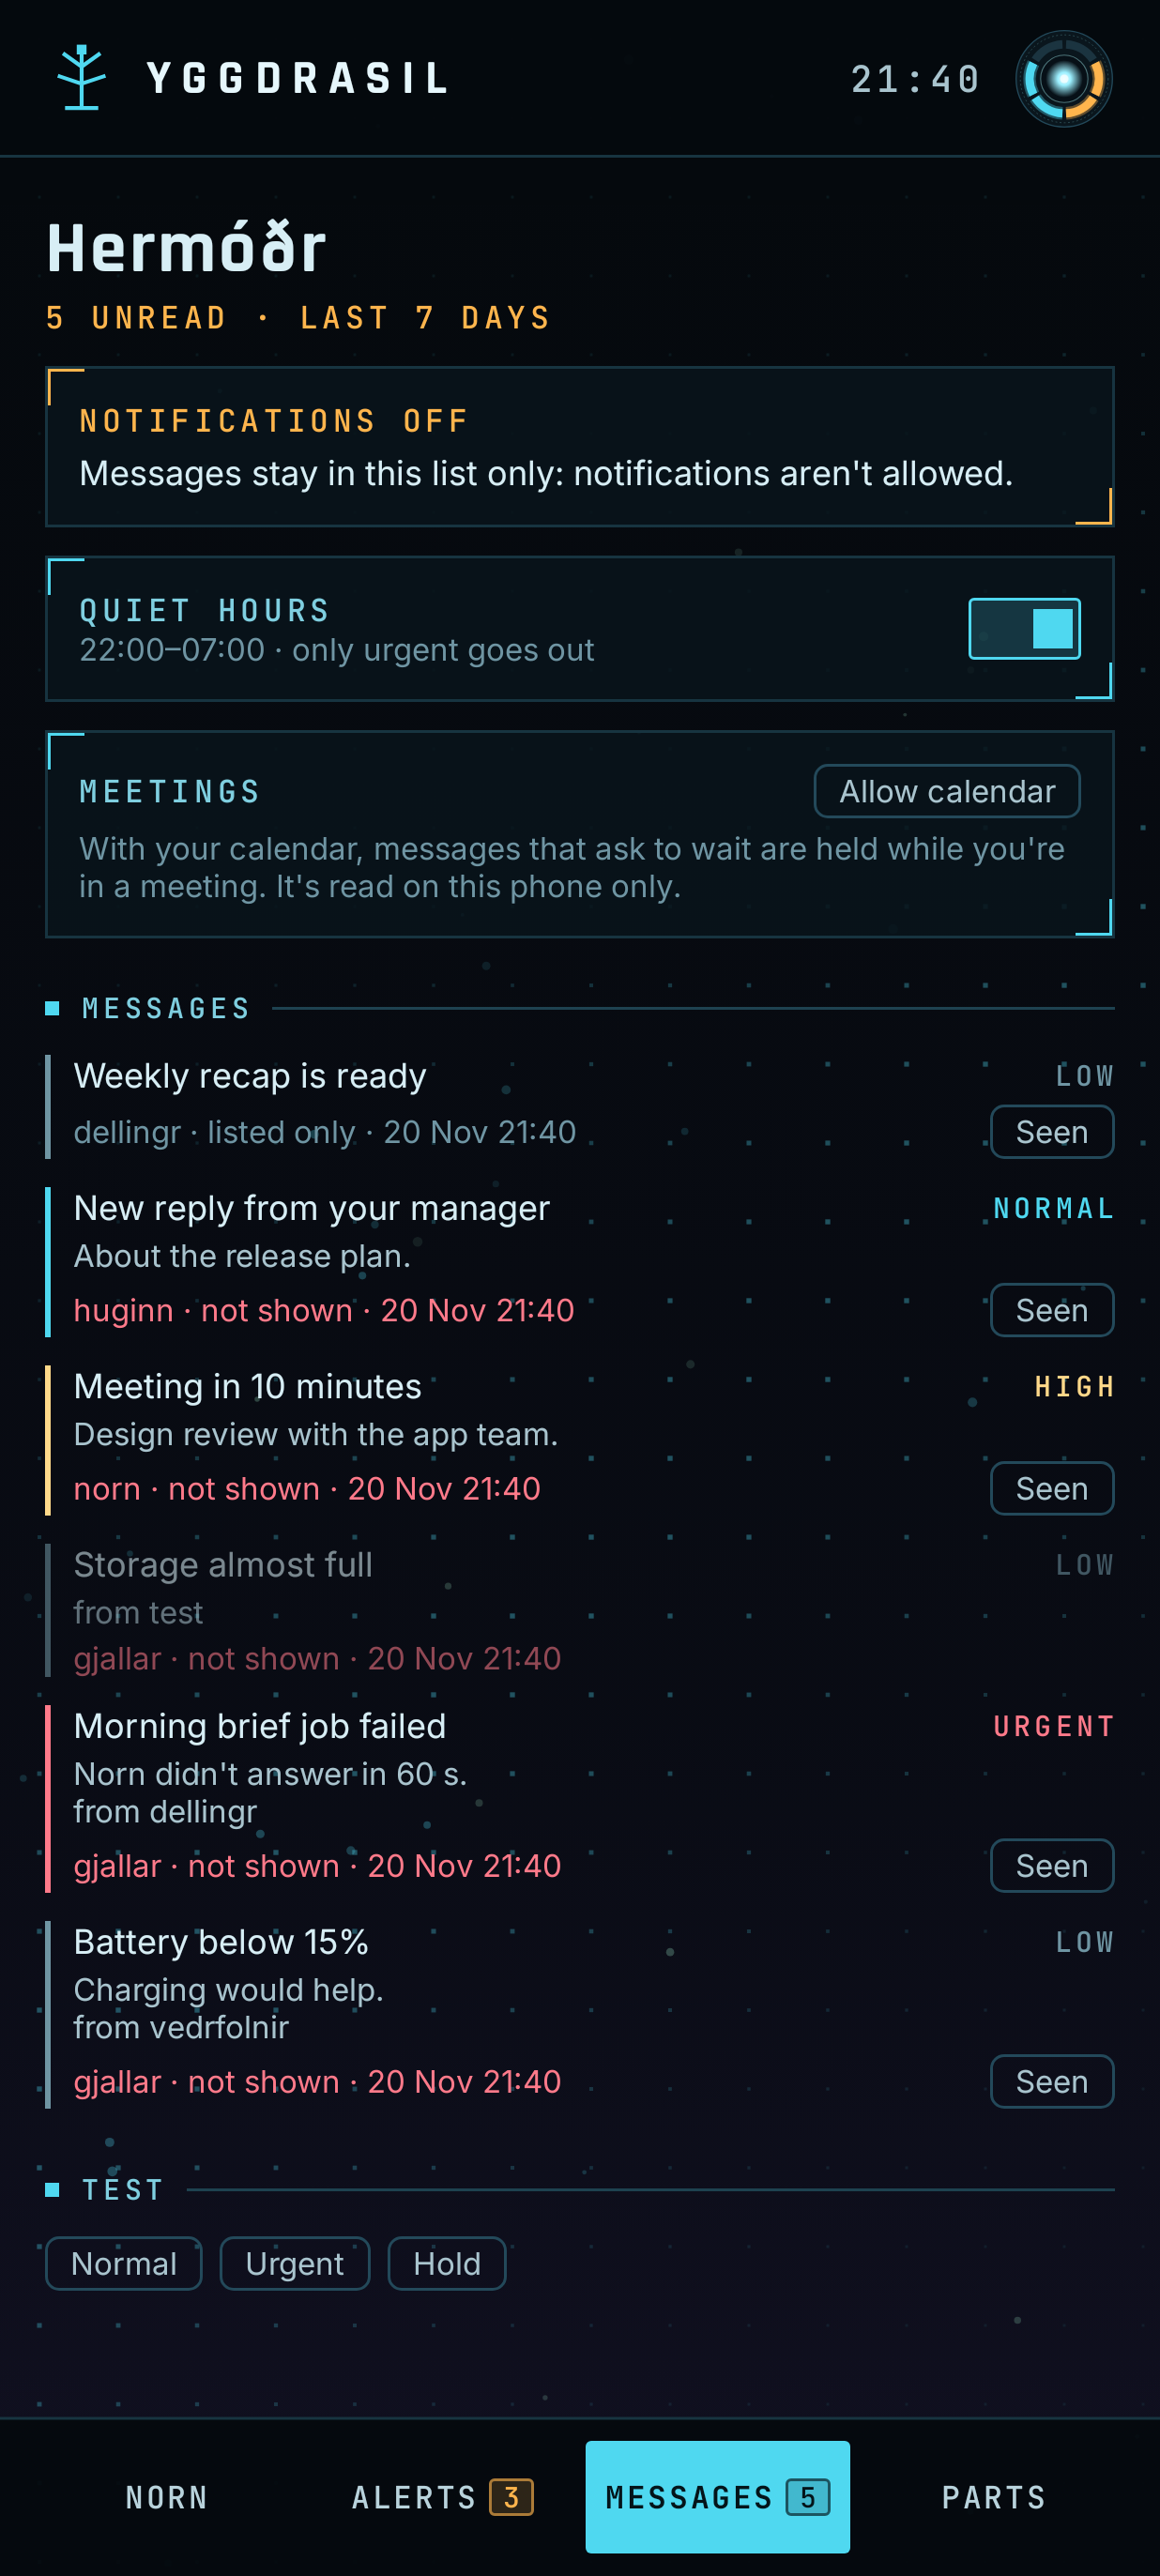 YGGDRASIL
21:40
Hermóðr
5 UNREAD · LAST 7 DAYS
NOTIFICATIONS OFF
Messages stay in this list only: notifications aren't allowed.
QUIET HOURS
22:00–07:00 · only urgent goes out
MEETINGS
Allow calendar
With your calendar, messages that ask to wait are held while you're
in a meeting. It's read on this phone only.
MESSAGES
Weekly recap is ready
LOW
dellingr · listed only · 20 Nov 21:40
Seen
New reply from your manager
NORMAL
About the release plan.
huginn · not shown · 20 Nov 21:40
Seen
Meeting in 10 minutes
HIGH
Design review with the app team.
norn · not shown · 20 Nov 21:40
Seen
Storage almost full
LOW
from test
gjallar · not shown · 20 Nov 21:40
Morning brief job failed
URGENT
Norn didn't answer in 60 s.
from dellingr
gjallar · not shown · 20 Nov 21:40
Seen
Battery below 15%
LOW
Charging would help.
from vedrfolnir
gjallar · not shown · 20 Nov 21:40
Seen
TEST
Normal
Urgent
Hold
NORN
ALERTS 3
MESSAGES 5
PARTS